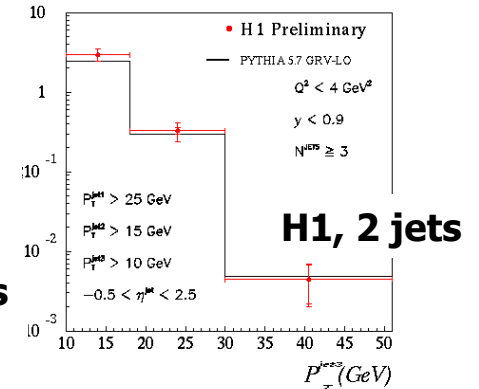 10
H1 Preliminary
PYTHIA 5.7 GRV-LO
Q² < 4 GeV²
1
y < 0.9
N^JETS ≧ 3
10 -1
P_T^jet1 > 25 GeV
P_T^jet2 > 15 GeV
H1, 2 jets
10 -2
P_T^jet3 > 10 GeV
s
−0.5 < η^jet < 2.5
10 -3
10 15 20 25 30 35 40 45 50
(GeV)